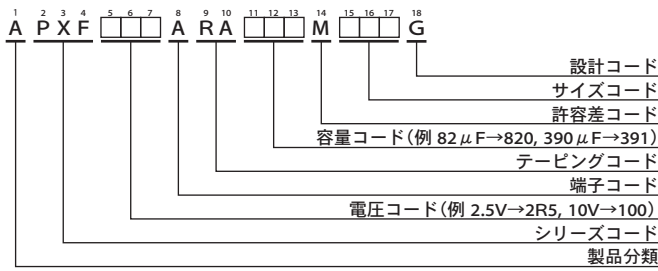 1 2 3 4 5 6 7 8 9 10 11 12 13 14 15 16 17 18
A PXF □□□ A RA □□□ M □□□ G
設計コード
サイズコード
許容差コード
容量コード(例 82μF→820, 390μF→391)
テーピングコード
端子コード
電圧コード(例 2.5V→2R5, 10V→100)
シリーズコード
製品分類